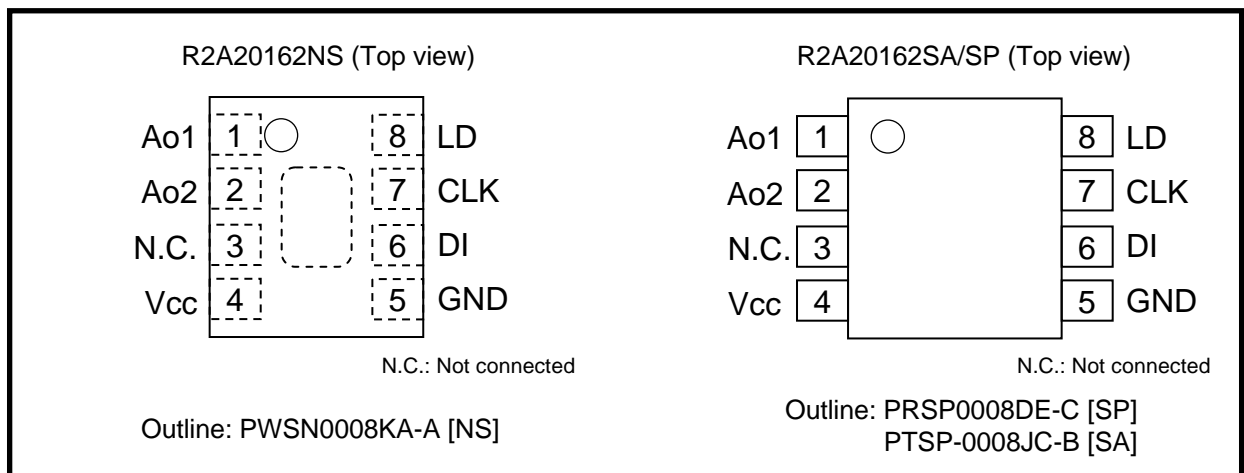 R2A20162NS (Top view)
Ao1 1 8 LD
Ao2 2 7 CLK
N.C. 3 6 DI
Vcc 4 5 GND
N.C.: Not connected
Outline: PWSN0008KA-A [NS]
R2A20162SA/SP (Top view)
Ao1 1 8 LD
Ao2 2 7 CLK
N.C. 3 6 DI
Vcc 4 5 GND
N.C.: Not connected
Outline: PRSP0008DE-C [SP]
PTSP-0008JC-B [SA]